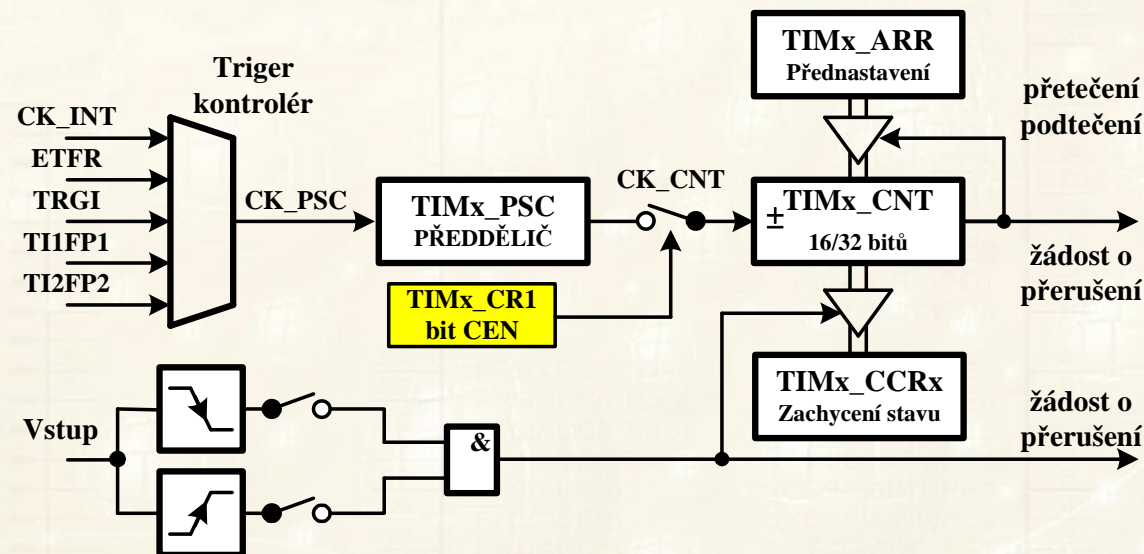 TIMx_ARR
Přednastavení
Triger
kontrolér
přetečení
podtečení
CK_INT
ETFR
TRGI
TI1FP1
TI2FP2
CK_PSC
TIMx_PSC
PŘEDDĚLIČ
CK_CNT
± TIMx_CNT
16/32 bitů
žádost o
přerušení
TIMx_CR1
bit CEN
TIMx_CCRx
Zachycení stavu
Vstup
&
žádost o
přerušení